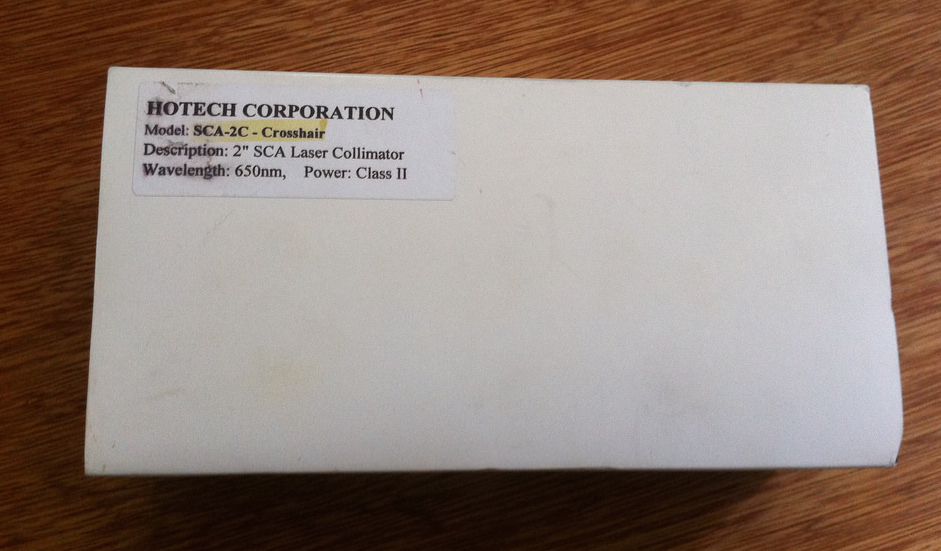 HOTECH CORPORATION
Model: SCA-2C - Crosshair
Description: 2" SCA Laser Collimator
Wavelength: 650nm, Power: Class II